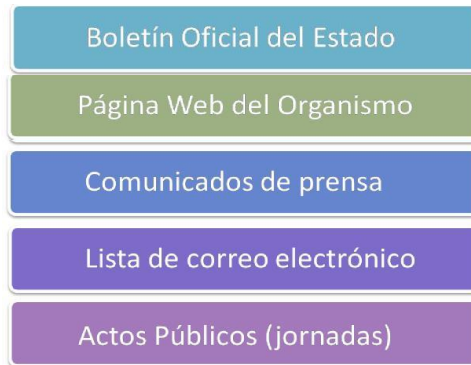 Boletín Oficial del Estado
Página Web del Organismo
Comunicados de prensa
Lista de correo electrónico
Actos Públicos (jornadas)